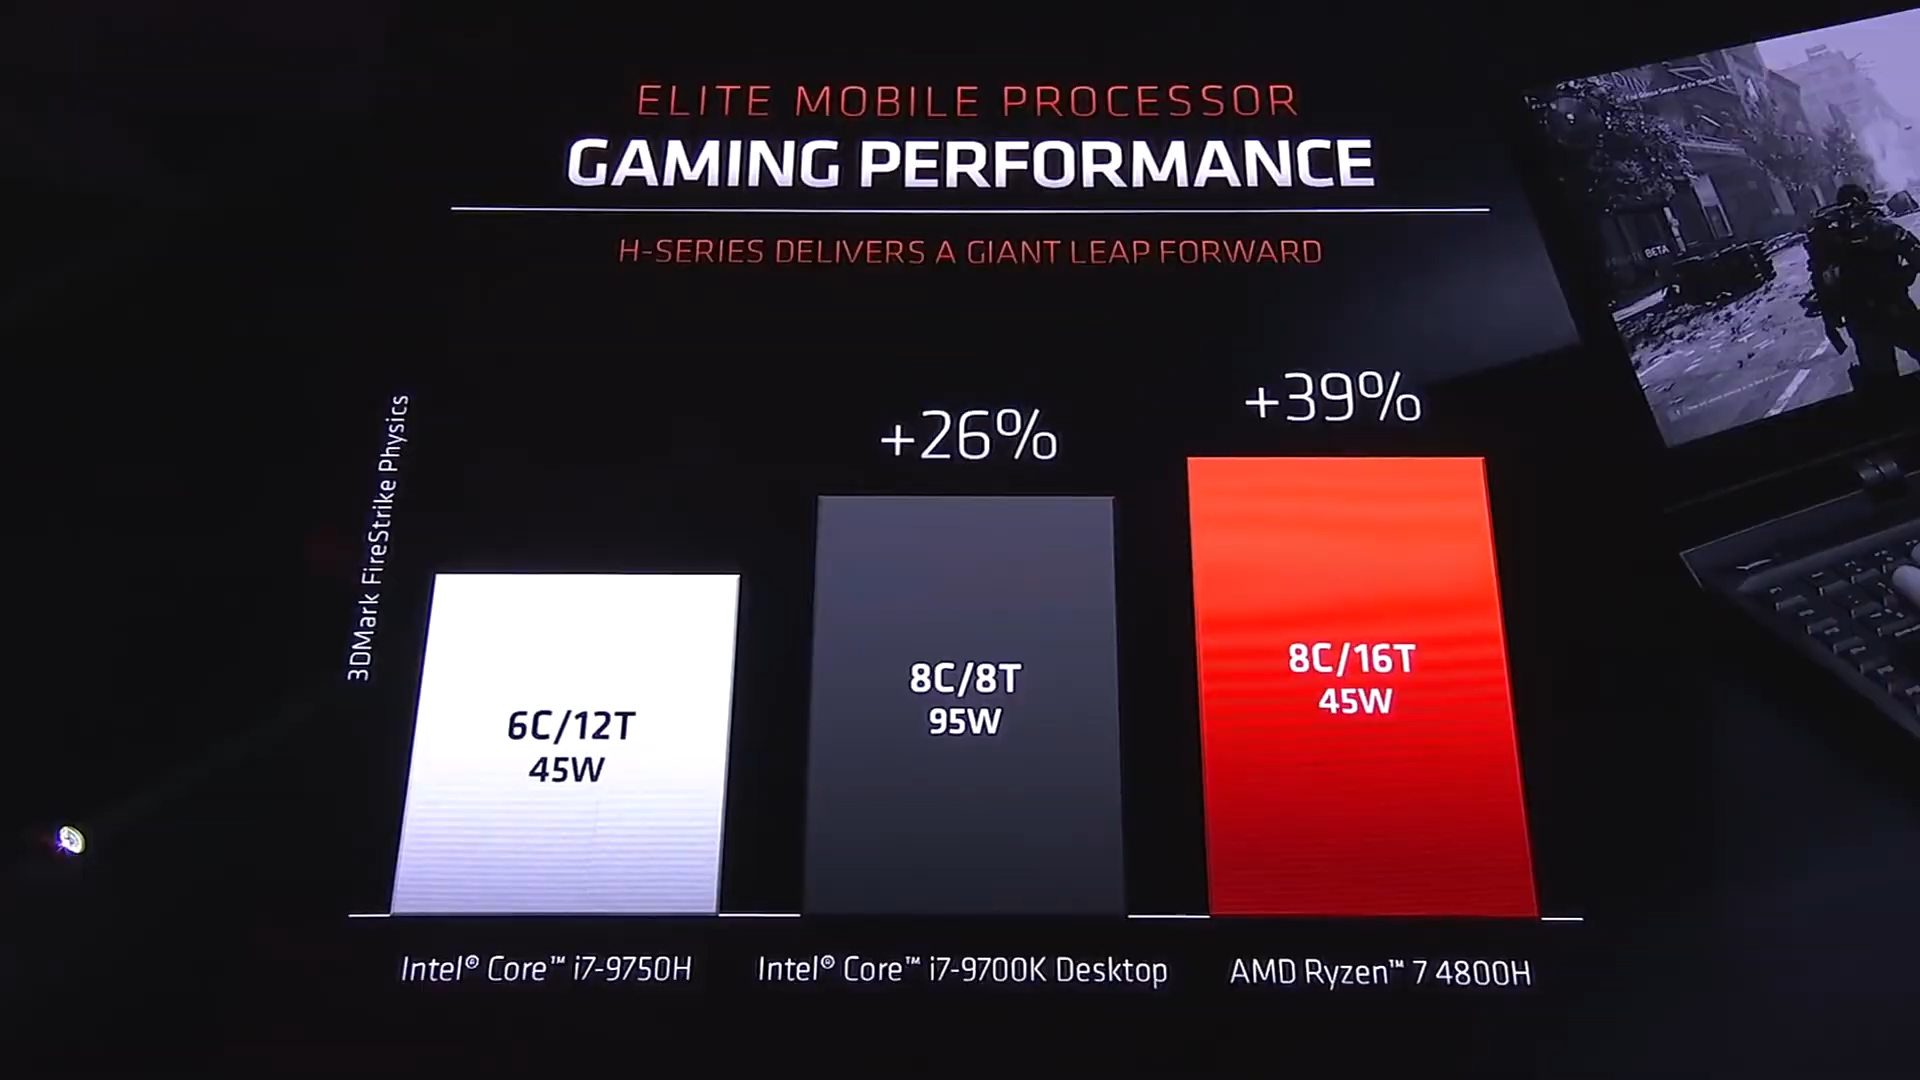 ELITE MOBILE PROCESSOR
GAMING PERFORMANCE
H-SERIES DELIVERS A GIANT LEAP FORWARD
BETA
3DMark FireStrike Physics
+26%
+39%
6C/12T
45W
8C/8T
95W
8C/16T
45W
Intel® Core™ i7-9750H
Intel® Core™ i7-9700K Desktop
AMD Ryzen™ 7 4800H